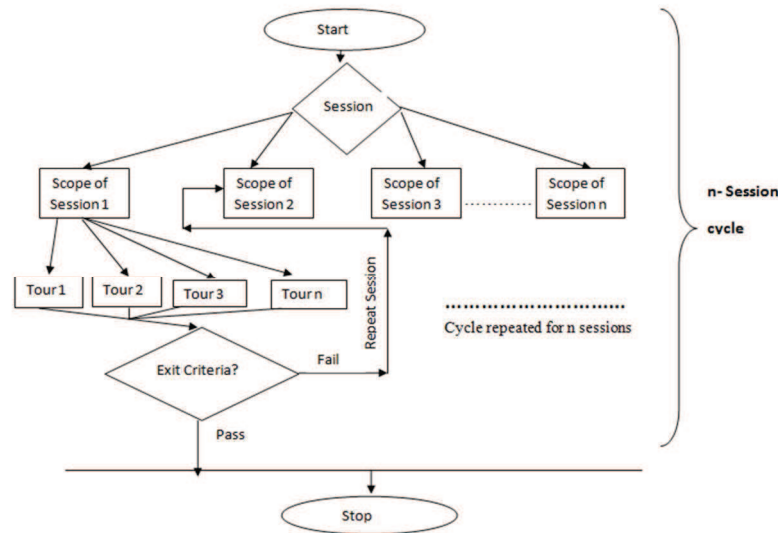 Start
Session
Scope of
Session 1
Scope of
Session 2
Scope of
Session 3
Scope of
Session n
n- Session
cycle
Tour 1
Tour 2
Tour 3
Tour n
Repeat Session
Cycle repeated for n sessions
Exit Criteria?
Fail
Pass
Stop